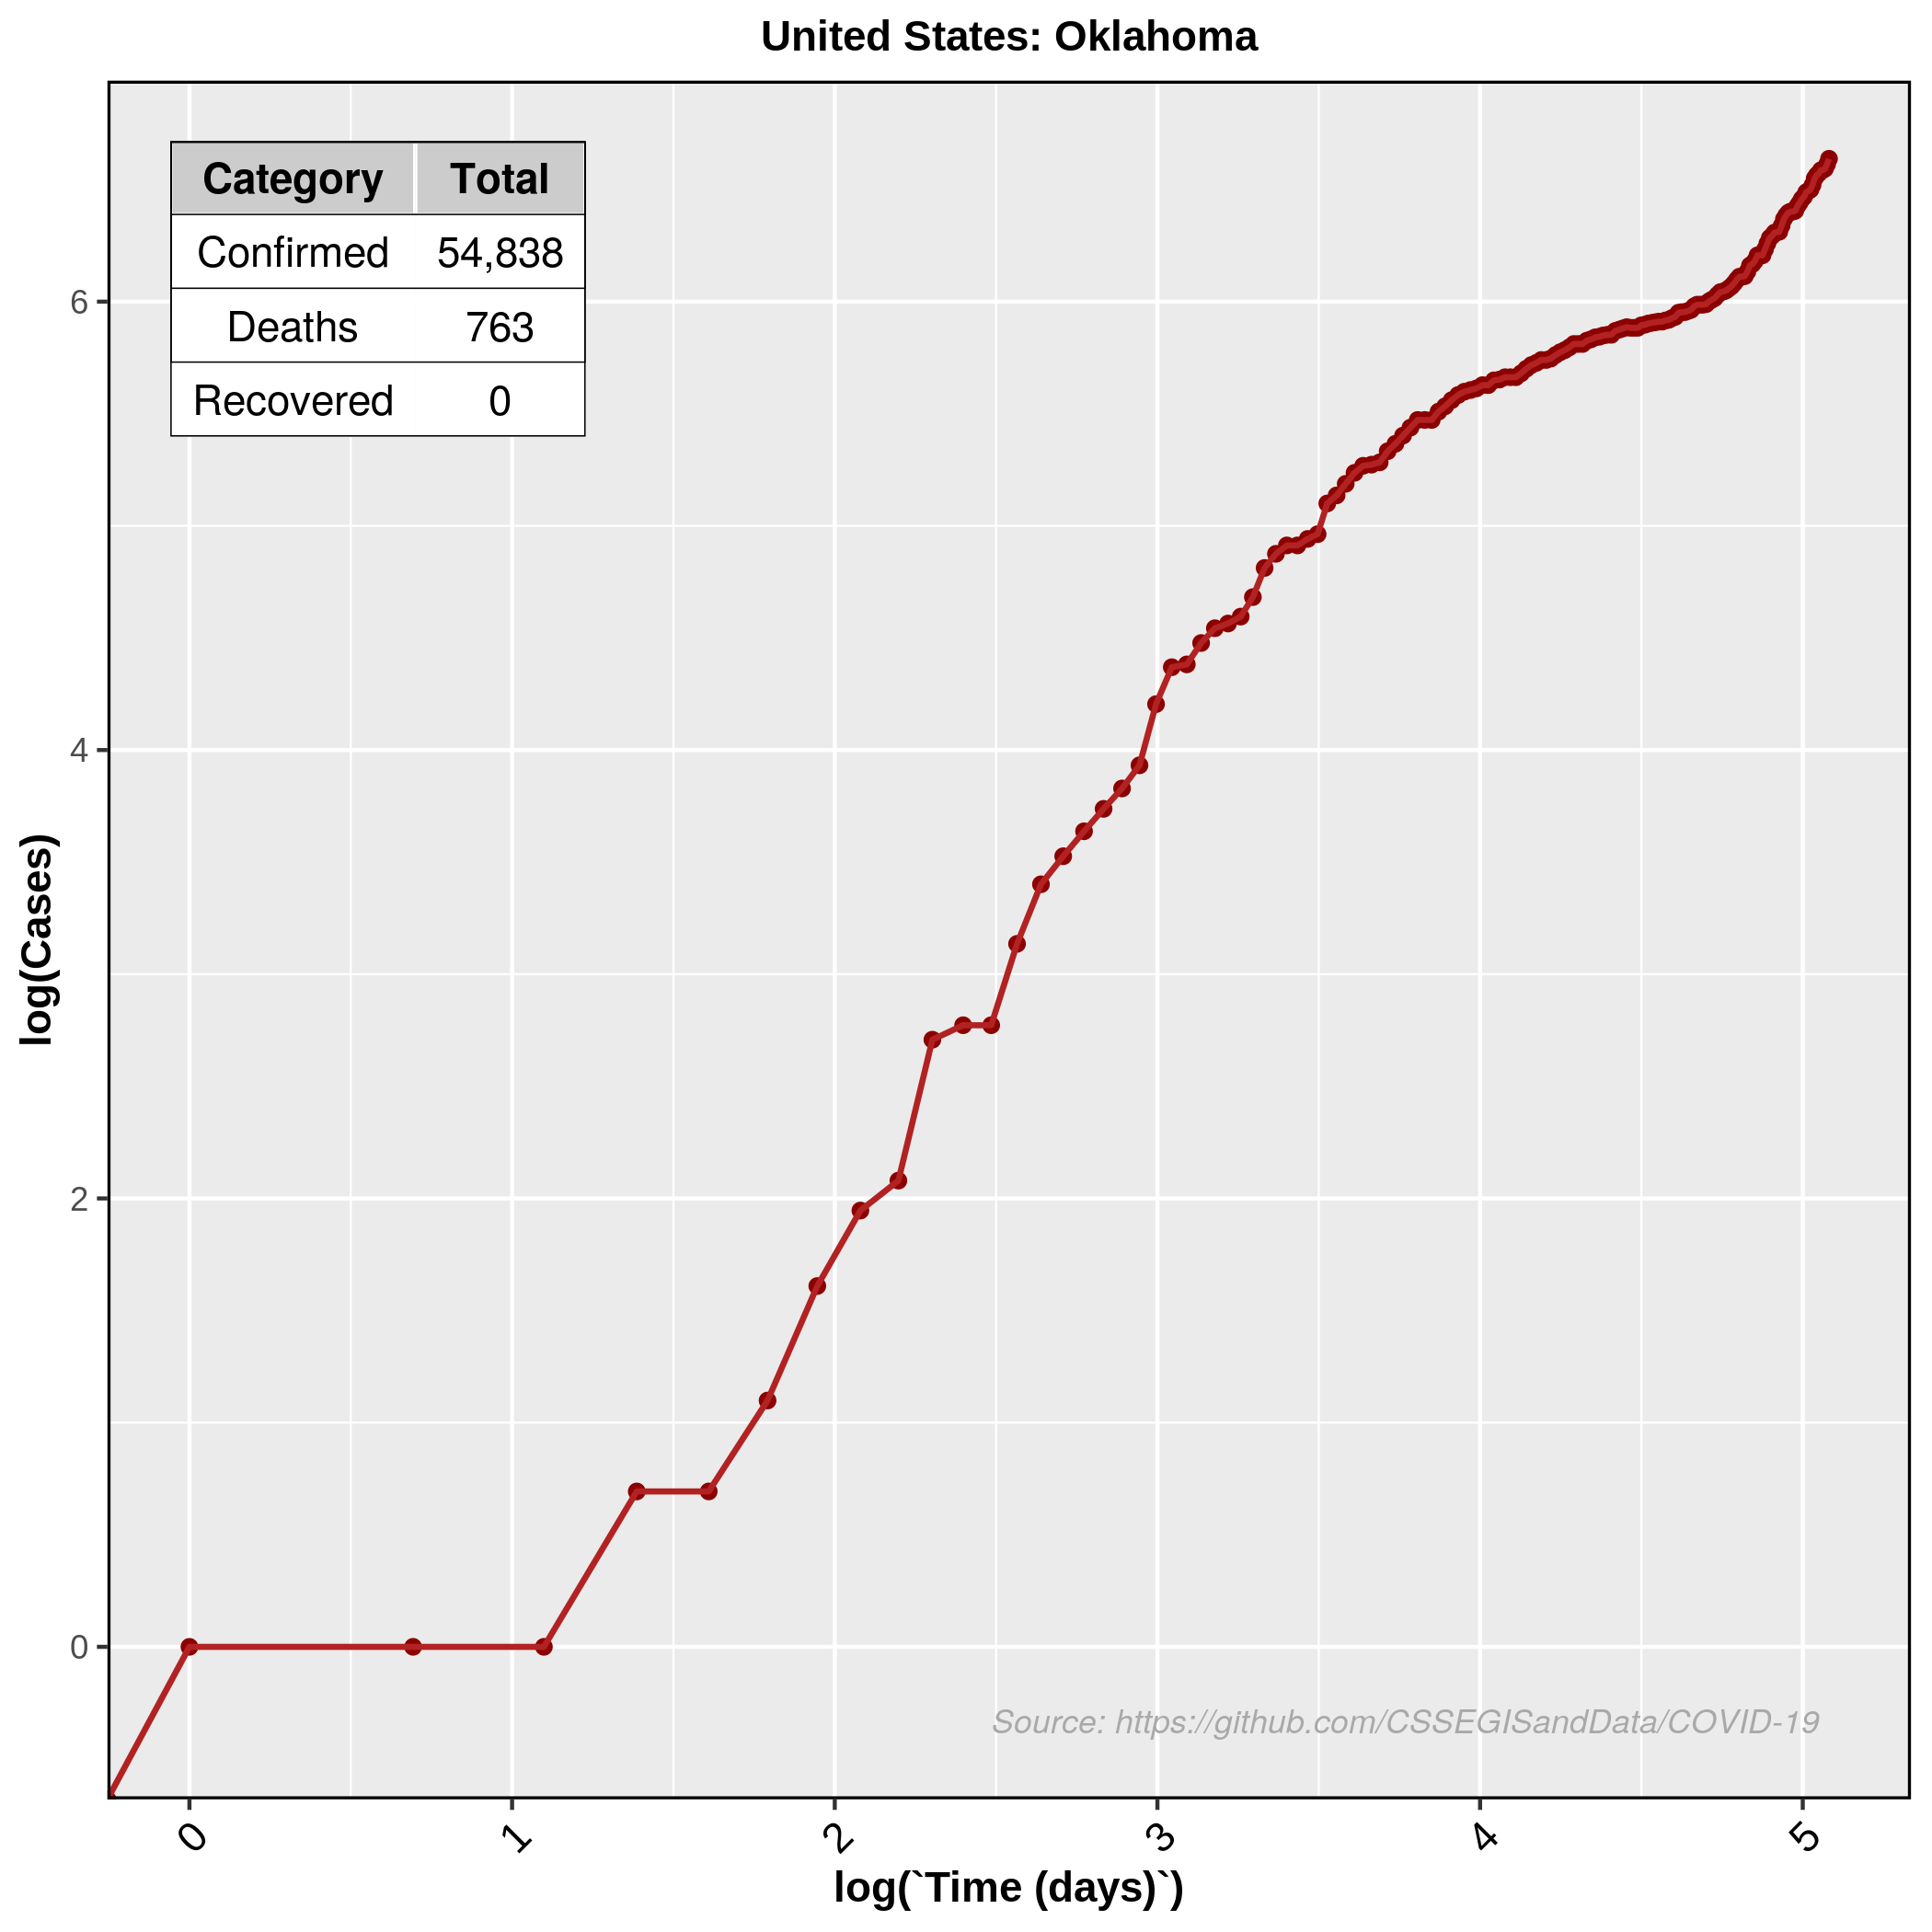 United States: Oklahoma
Category Total
Confirmed 54,838
Deaths 763
Recovered 0
6
4
2
0
log(Cases)
Source: https://github.com/CSSEGISandData/COVID-19
0 1 2 3 4 5
log(`Time (days)`)